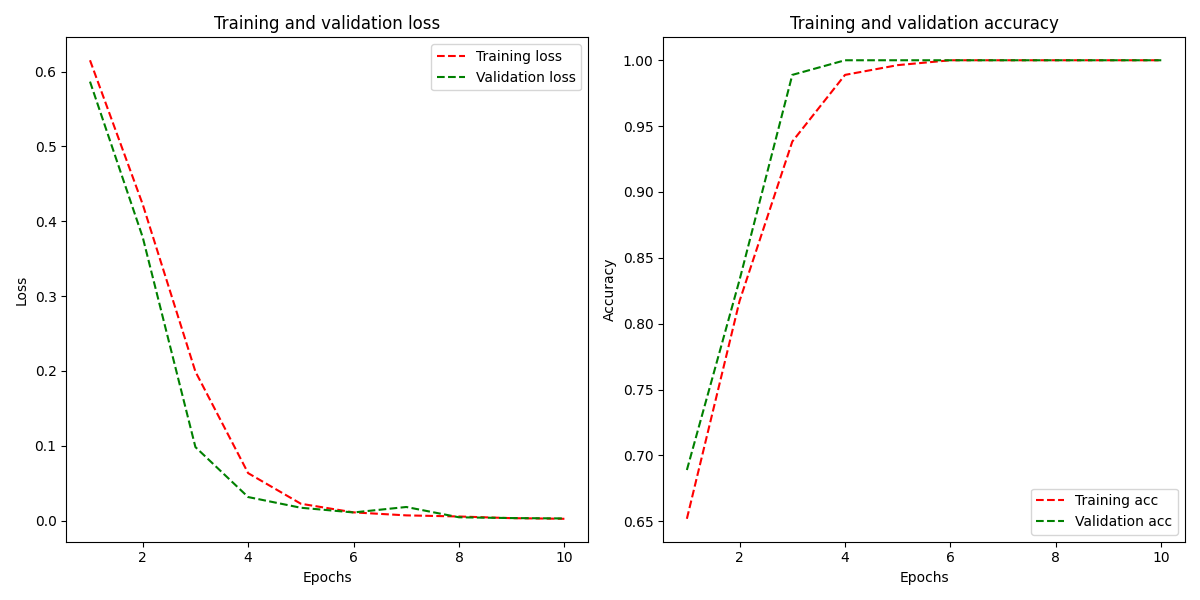 Training and validation loss
Training loss
Validation loss
0.6
0.5
0.4
0.3
0.2
0.1
0.0
Loss
2 4 6 8 10
Epochs
Training and validation accuracy
1.00
0.95
0.90
0.85
0.80
0.75
0.70
0.65
Accuracy
Training acc
Validation acc
2 4 6 8 10
Epochs